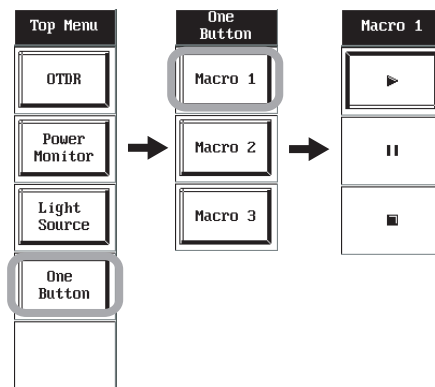 Top Menu
OTDR
Power
Monitor
Light
Source
One
Button
One
Button
Macro 1
Macro 2
Macro 3
Macro 1